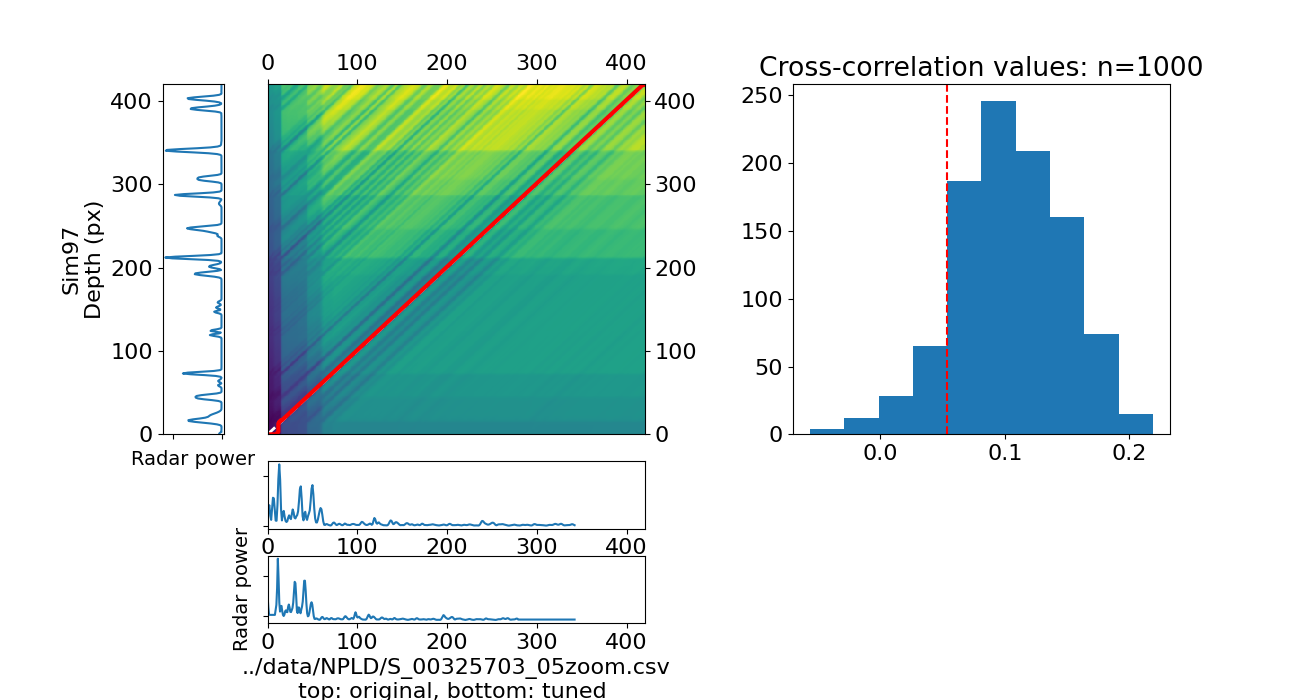 Cross-correlation values: n=1000
0 100 200 300 400
400
300
200
100
0
Sim97
Depth (px)
400
300
200
100
0
Radar power
250
200
150
100
50
0
0.0 0.1 0.2
0 100 200 300 400
Radar power
0 100 200 300 400
../data/NPLD/S_00325703_05zoom.csv
top: original, bottom: tuned